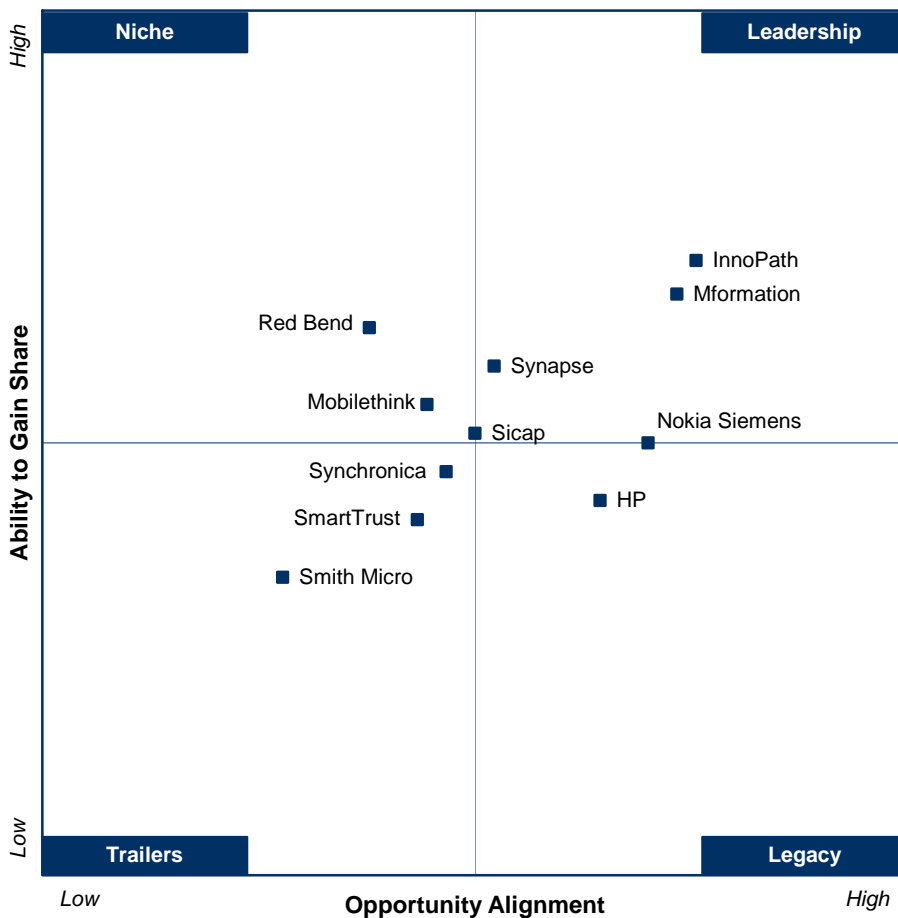 Niche
Leadership
High
InnoPath
Mformation
Red Bend
Synapse
Mobilethink
Nokia Siemens
Sicap
Ability to Gain Share
Synchronica
HP
SmartTrust
Smith Micro
Low
Trailers
Legacy
Low
Opportunity Alignment
High